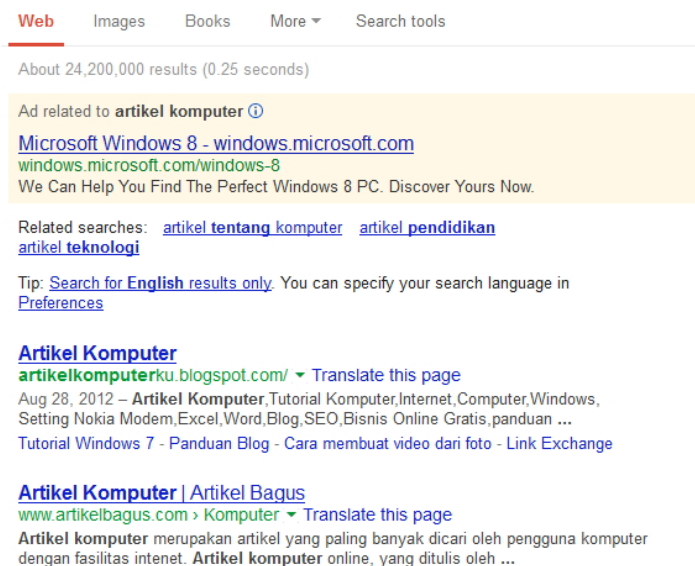 Web Images Books More Search tools
About 24,200,000 results (0.25 seconds)
Ad related to artikel komputer
Microsoft Windows 8 - windows.microsoft.com
windows.microsoft.com/windows-8
We Can Help You Find The Perfect Windows 8 PC. Discover Yours Now.
Related searches: artikel tentang komputer artikel pendidikan
artikel teknologi
Tip: Search for English results only. You can specify your search language in
Preferences
Artikel Komputer
artikelkomputerku.blogspot.com/ Translate this page
Aug 28, 2012 – Artikel Komputer,Tutorial Komputer,Internet,Computer,Windows,
Setting Nokia Modem,Excel,Word,Blog,SEO,Bisnis Online Gratis,panduan ...
Tutorial Windows 7 - Panduan Blog - Cara membuat video dari foto - Link Exchange
Artikel Komputer | Artikel Bagus
www.artikelbagus.com › Komputer Translate this page
Artikel komputer merupakan artikel yang paling banyak dicari oleh pengguna komputer
dengan fasilitas intenet. Artikel komputer online, yang ditulis oleh ...